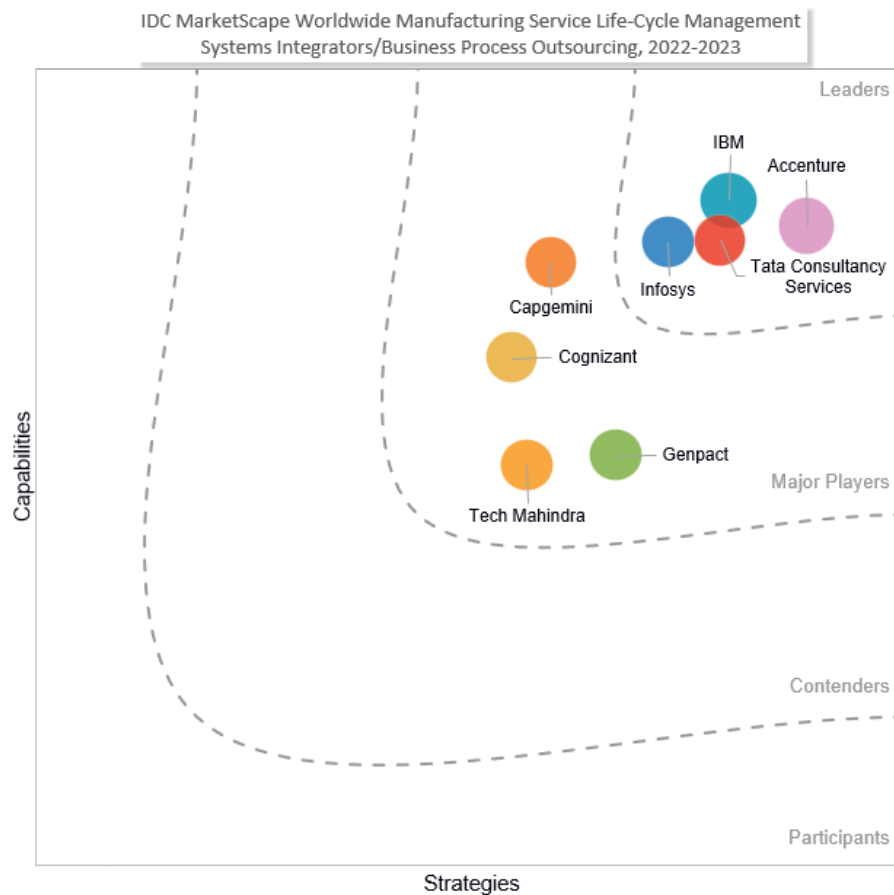 IDC MarketScape Worldwide Manufacturing Service Life-Cycle Management
Systems Integrators/Business Process Outsourcing, 2022-2023
Leaders
IBM
Accenture
Tata Consultancy
Services
Infosys
Capgemini
Cognizant
Genpact
Major Players
Tech Mahindra
Capabilities
Contenders
Participants
Strategies